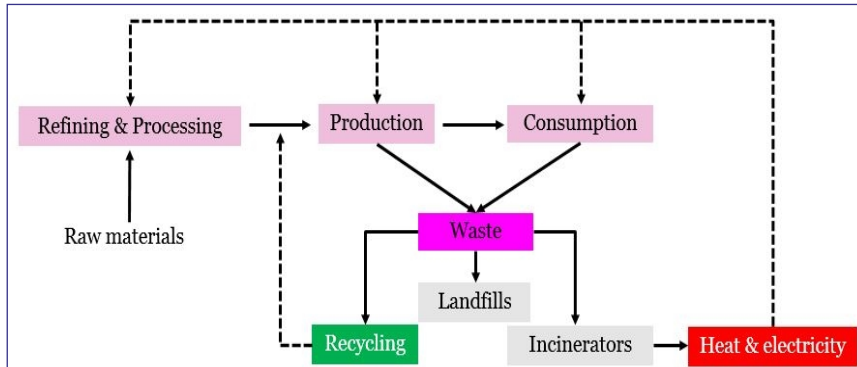 Refining & Processing
Production
Consumption
Raw materials
Waste
Landfills
Recycling
Incinerators
Heat & electricity